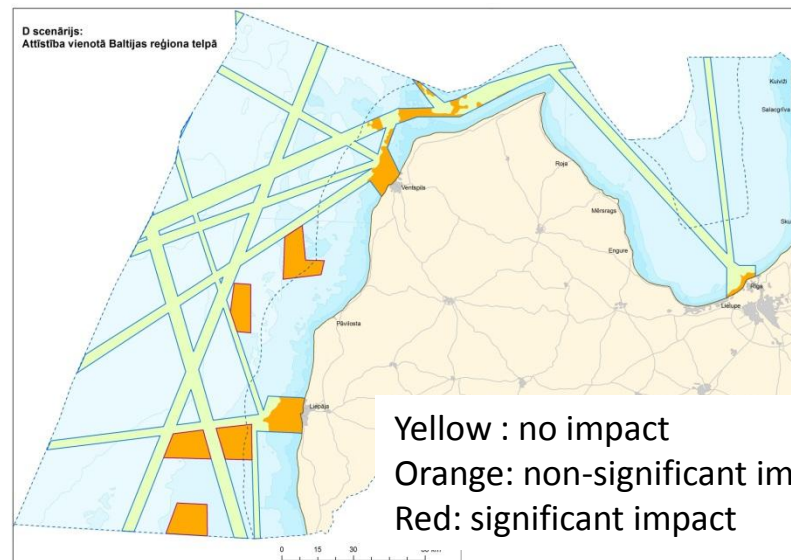 D scenārijs:
Attīstība vienotā Baltijas reģiona telpā
Kuiviži
Salacgrīva
Roja
Ventspils
Mērsrags
Engure
Rīga
Lielupe
Pāvilosta
Liepāja
Yellow : no impact
Orange: non-significant im
Red: significant impact
0 15 30 km